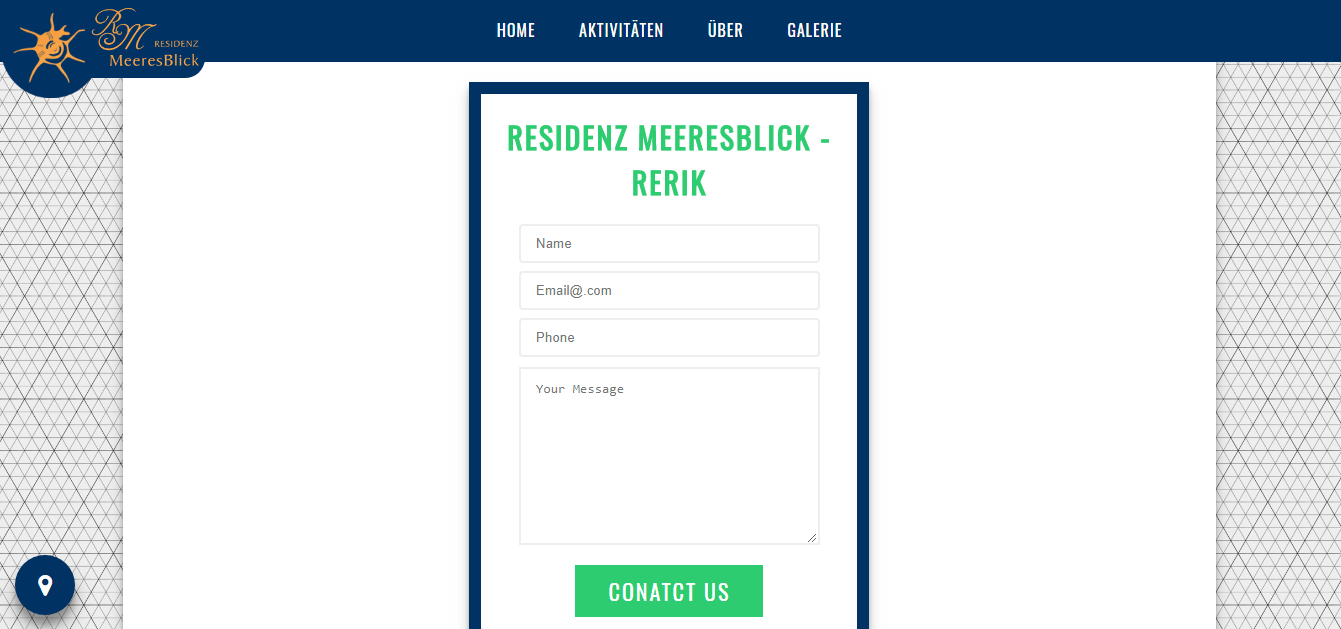 RM RESIDENZ
MeeresBlick
HOME AKTIVITÄTEN ÜBER GALERIE
RESIDENZ MEERESBLICK -
RERIK
Name
Email@.com
Phone
Your Message
CONATCT US